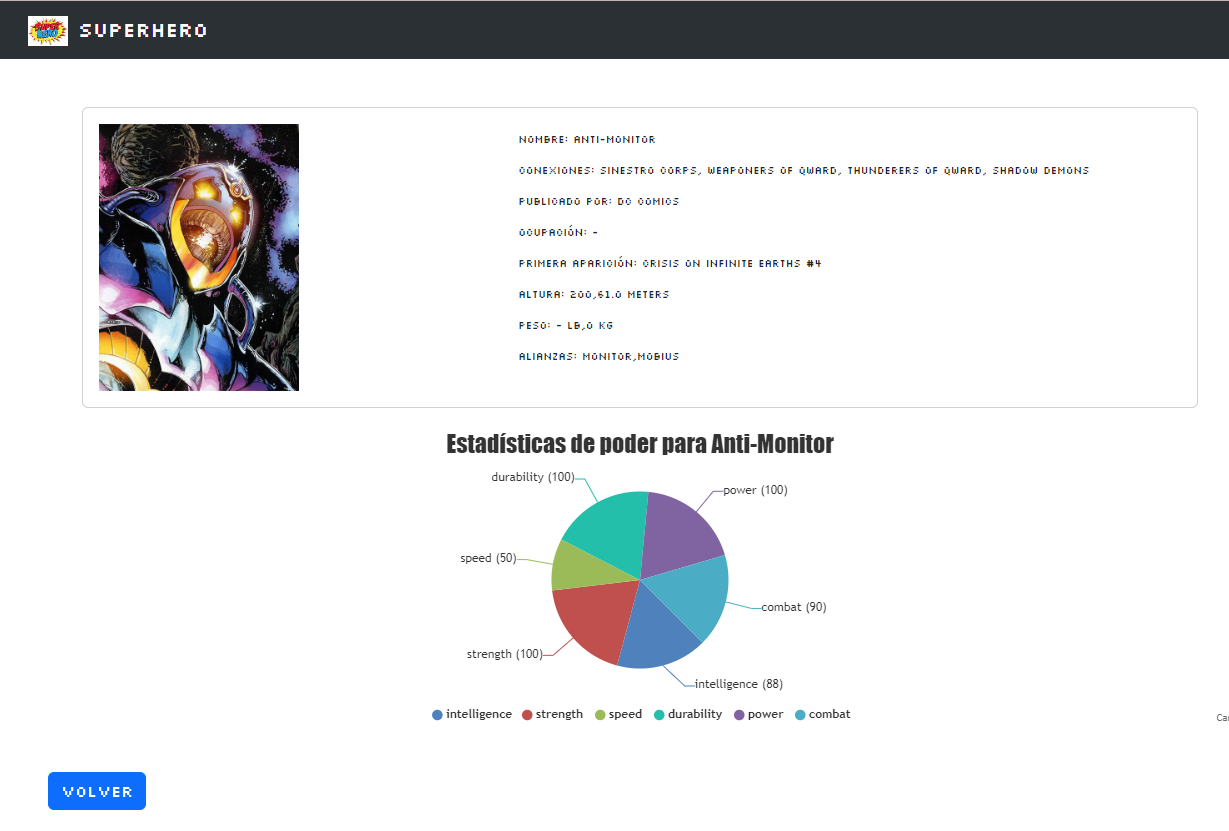 SUPER HERO
SUPERHERO
NOMBRE: ANTI-MONITOR
CONEXIONES: SINESTRO CORPS, WEAPONERS OF QWARD, THUNDERERS OF QWARD, SHADOW DEMONS
PUBLICADO POR: DC COMICS
OCUPACIÓN: -
PRIMERA APARICIÓN: CRISIS ON INFINITE EARTHS #4
ALTURA: 200,61.0 METERS
PESO: - LB,0 KG
ALIANZAS: MONITOR,MOBIUS
Estadísticas de poder para Anti-Monitor
durability (100)
power (100)
speed (50)
combat (90)
strength (100)
intelligence (88)
intelligence strength speed durability power combat
VOLVER